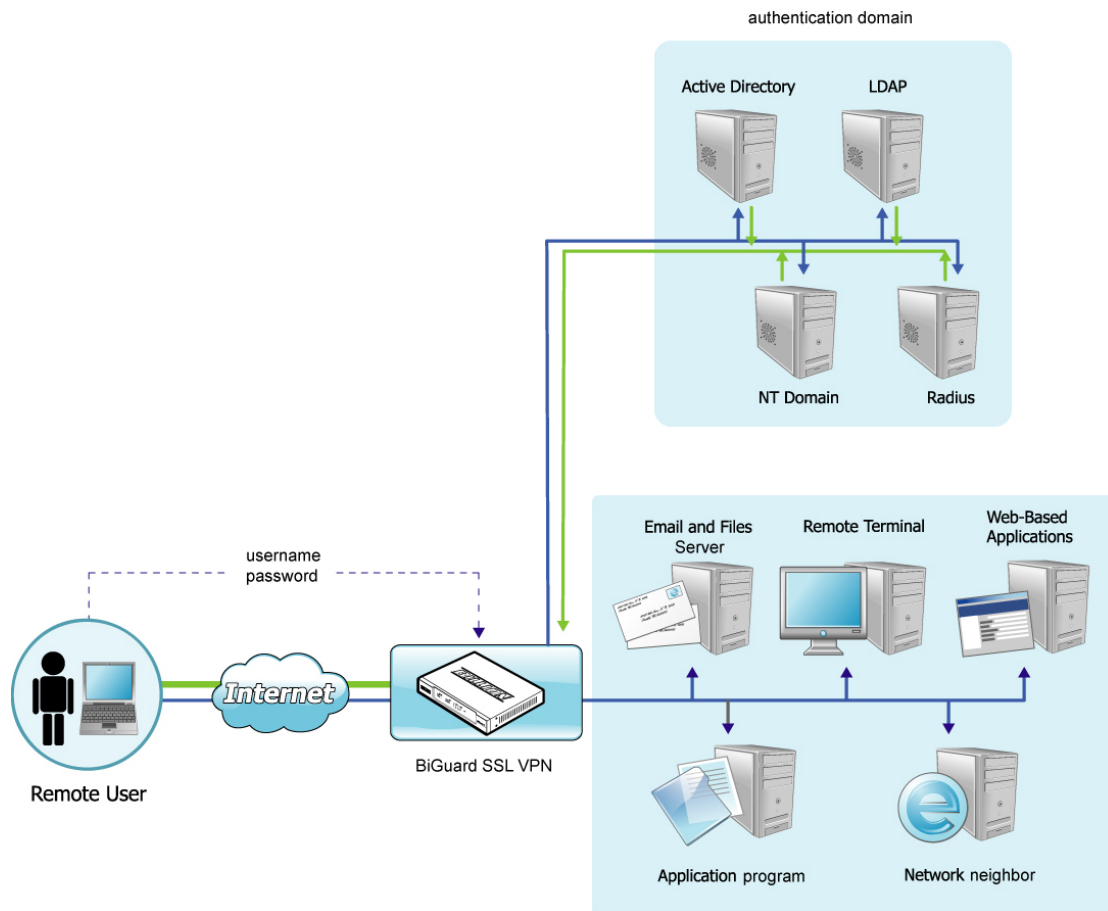 authentication domain
Active Directory
LDAP
NT Domain
Radius
username
password
Internet
BiGuard SSL VPN
Remote User
Email and Files
Server
Remote Terminal
Web-Based
Applications
Application program
Network neighbor